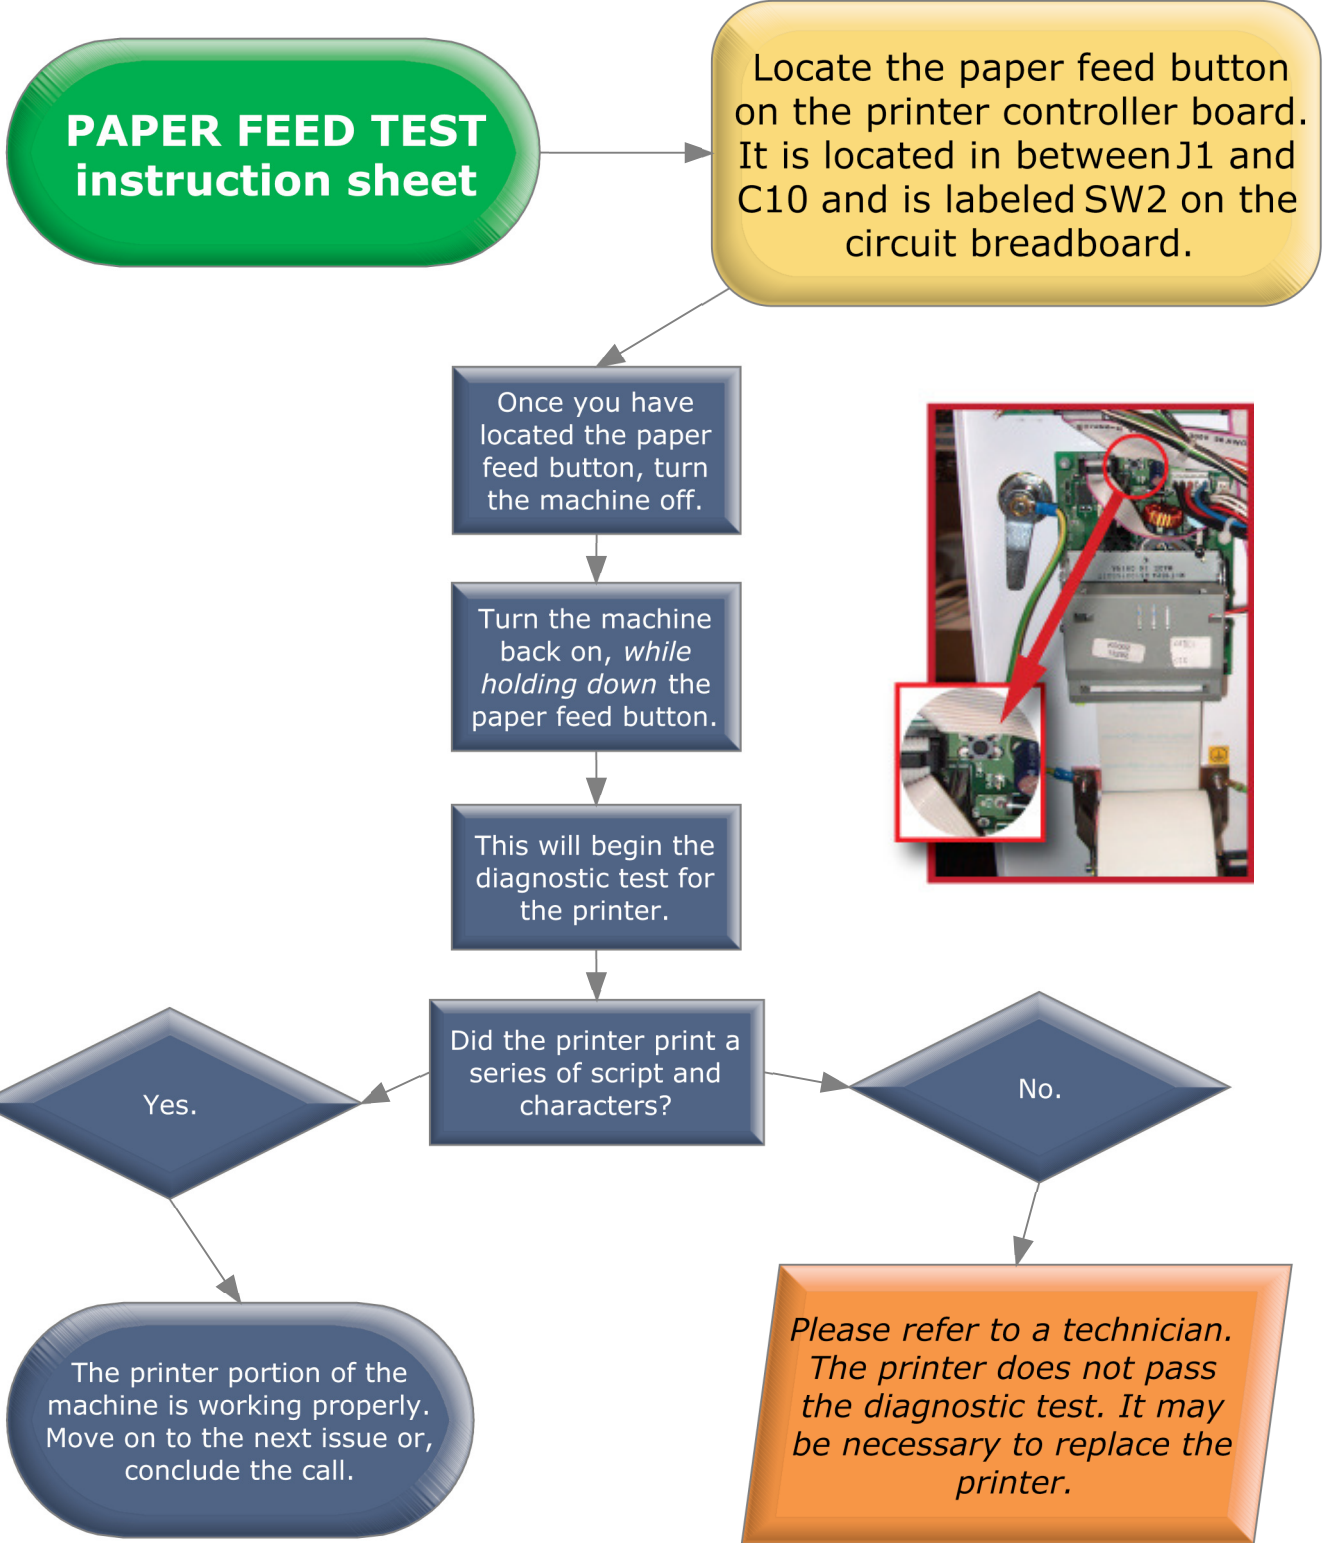 PAPER FEED TEST
instruction sheet
Locate the paper feed button
on the printer controller board.
It is located in between J1 and
C10 and is labeled SW2 on the
circuit breadboard.
Once you have
located the paper
feed button, turn
the machine off.
Turn the machine
back on, while
holding down the
paper feed button.
This will begin the
diagnostic test for
the printer.
Did the printer print a
series of script and
characters?
Yes.
No.
The printer portion of the
machine is working properly.
Move on to the next issue or,
conclude the call.
Please refer to a technician.
The printer does not pass
the diagnostic test. It may
be necessary to replace the
printer.